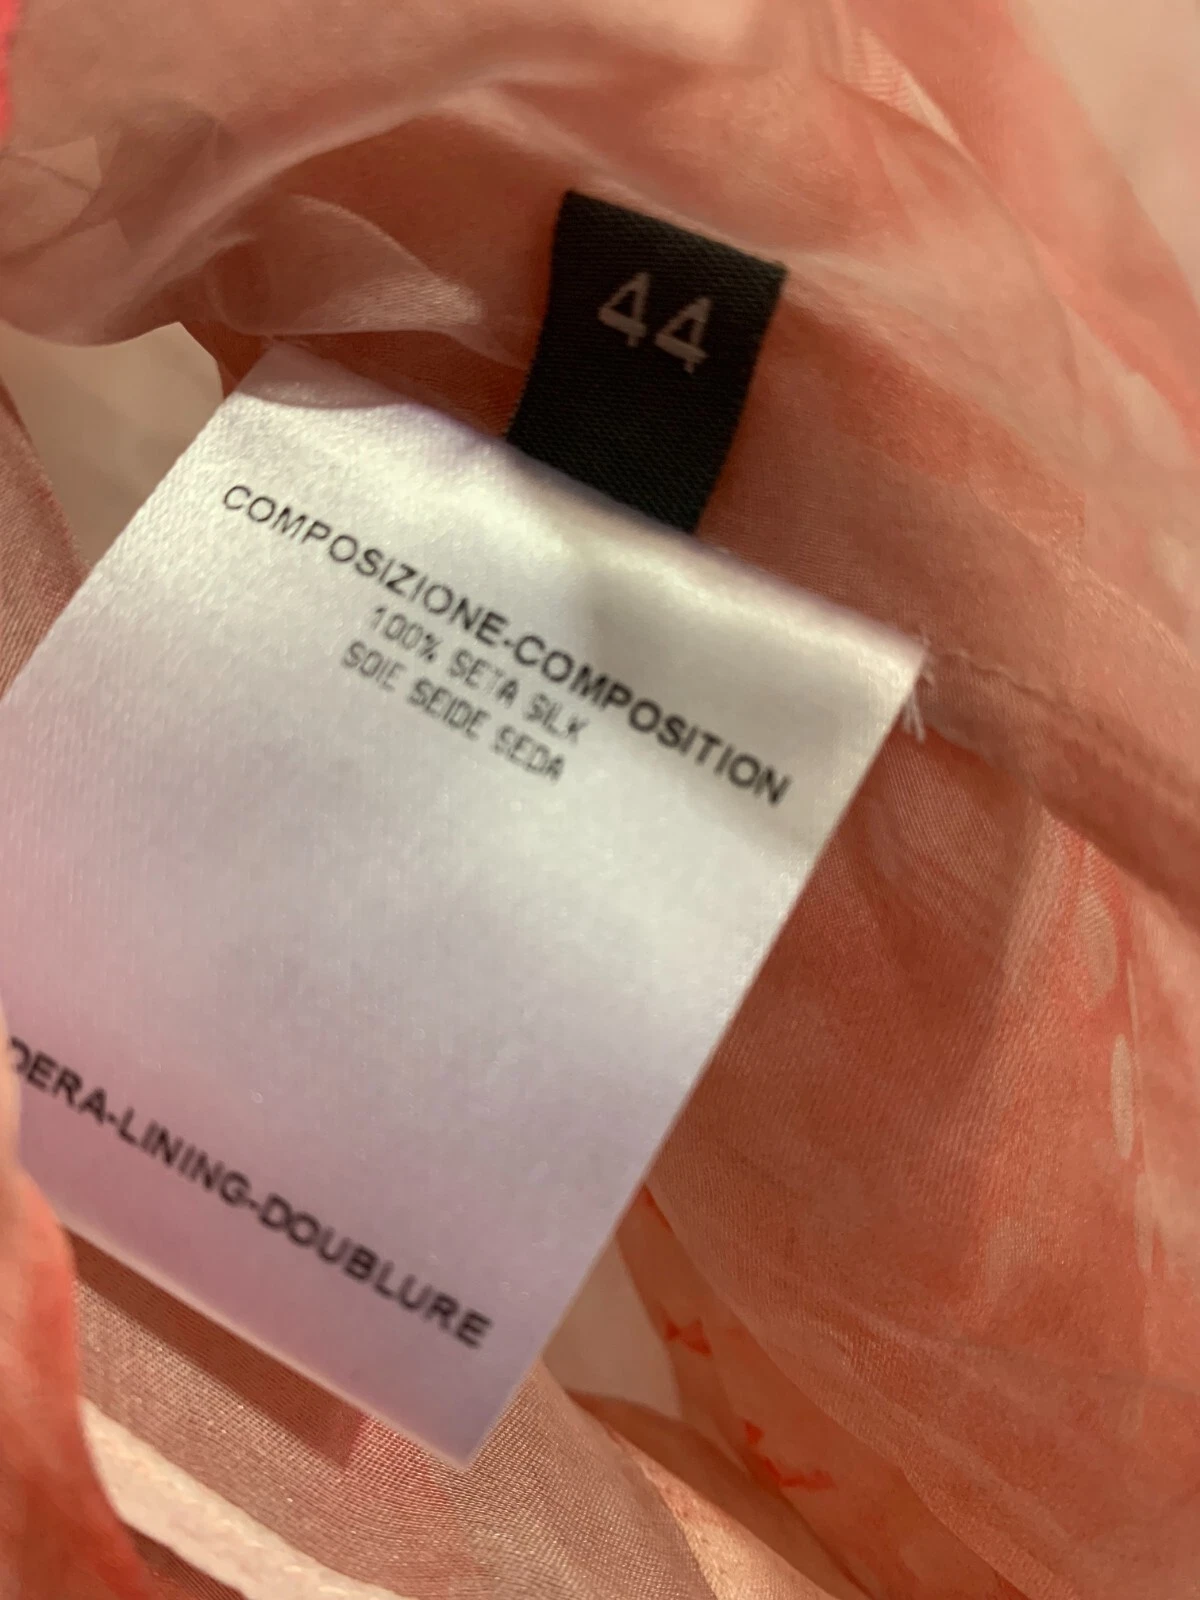 44
COMPOSIZIONE-COMPOSITION
100% SETA SILK
SOIE SEIDE SEDA
DERA-LINING-DOUBLURE